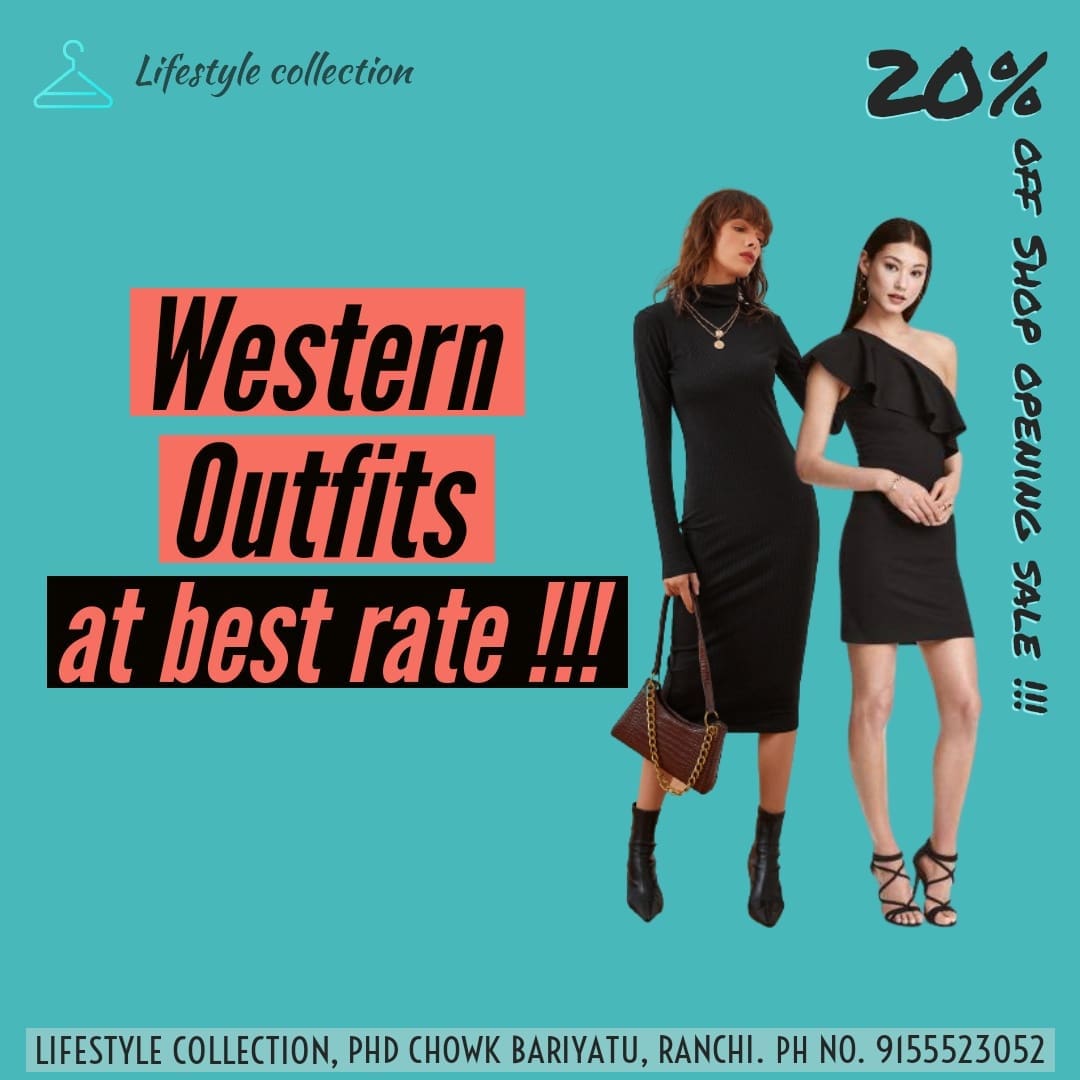 Lifestyle collection
20%
OFF SHOP OPENING SALE !!!
Western
Outfits
at best rate !!!
LIFESTYLE COLLECTION, PHD CHOWK BARIYATU, RANCHI. PH NO. 9155523052